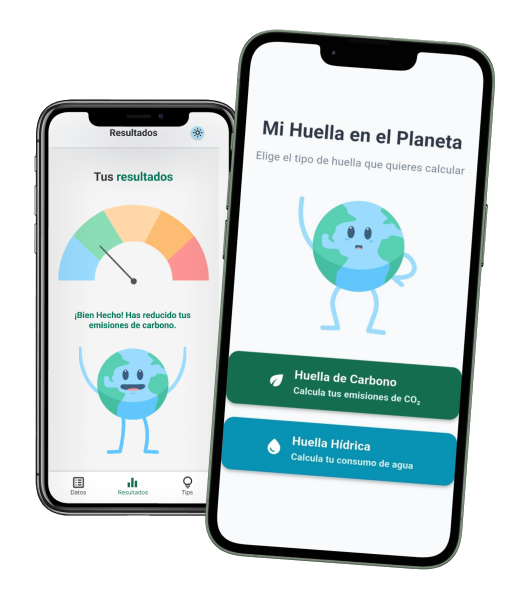 Resultados
Tus resultados
¡Bien Hecho! Has reducido tus
emisiones de carbono.
Datos
Resultados
Tips
Mi Huella en el Planeta
Elige el tipo de huella que quieres calcular
Huella de Carbono
Calcula tus emisiones de CO₂
Huella Hídrica
Calcula tu consumo de agua